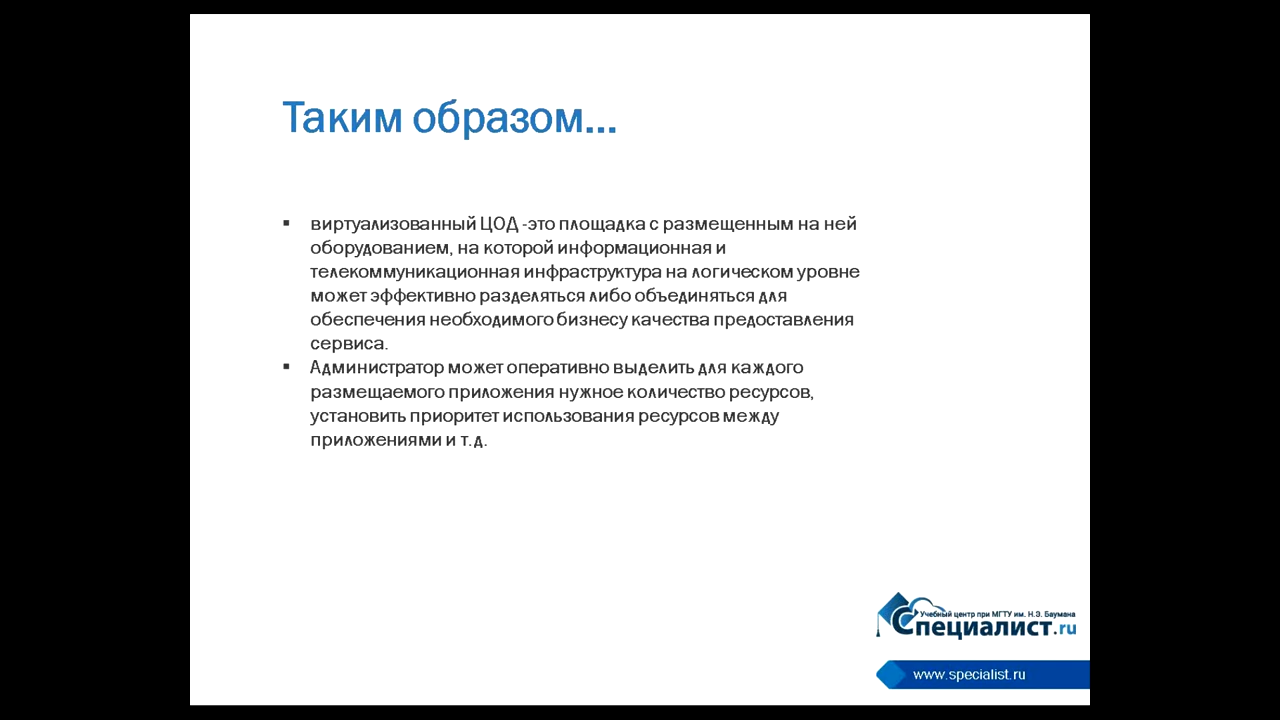 Таким образом...
▪ виртуализованный ЦОД -это площадка с размещенным на ней
оборудованием, на которой информационная и
телекоммуникационная инфраструктура на логическом уровне
может эффективно разделяться либо объединяться для
обеспечения необходимого бизнесу качества предоставления
сервиса.
▪ Администратор может оперативно выделить для каждого
размещаемого приложения нужное количество ресурсов,
установить приоритет использования ресурсов между
приложениями и т.д.
Учебный центр при МГТУ им. Н.Э. Баумана
Специалист.ru
www.specialist.ru